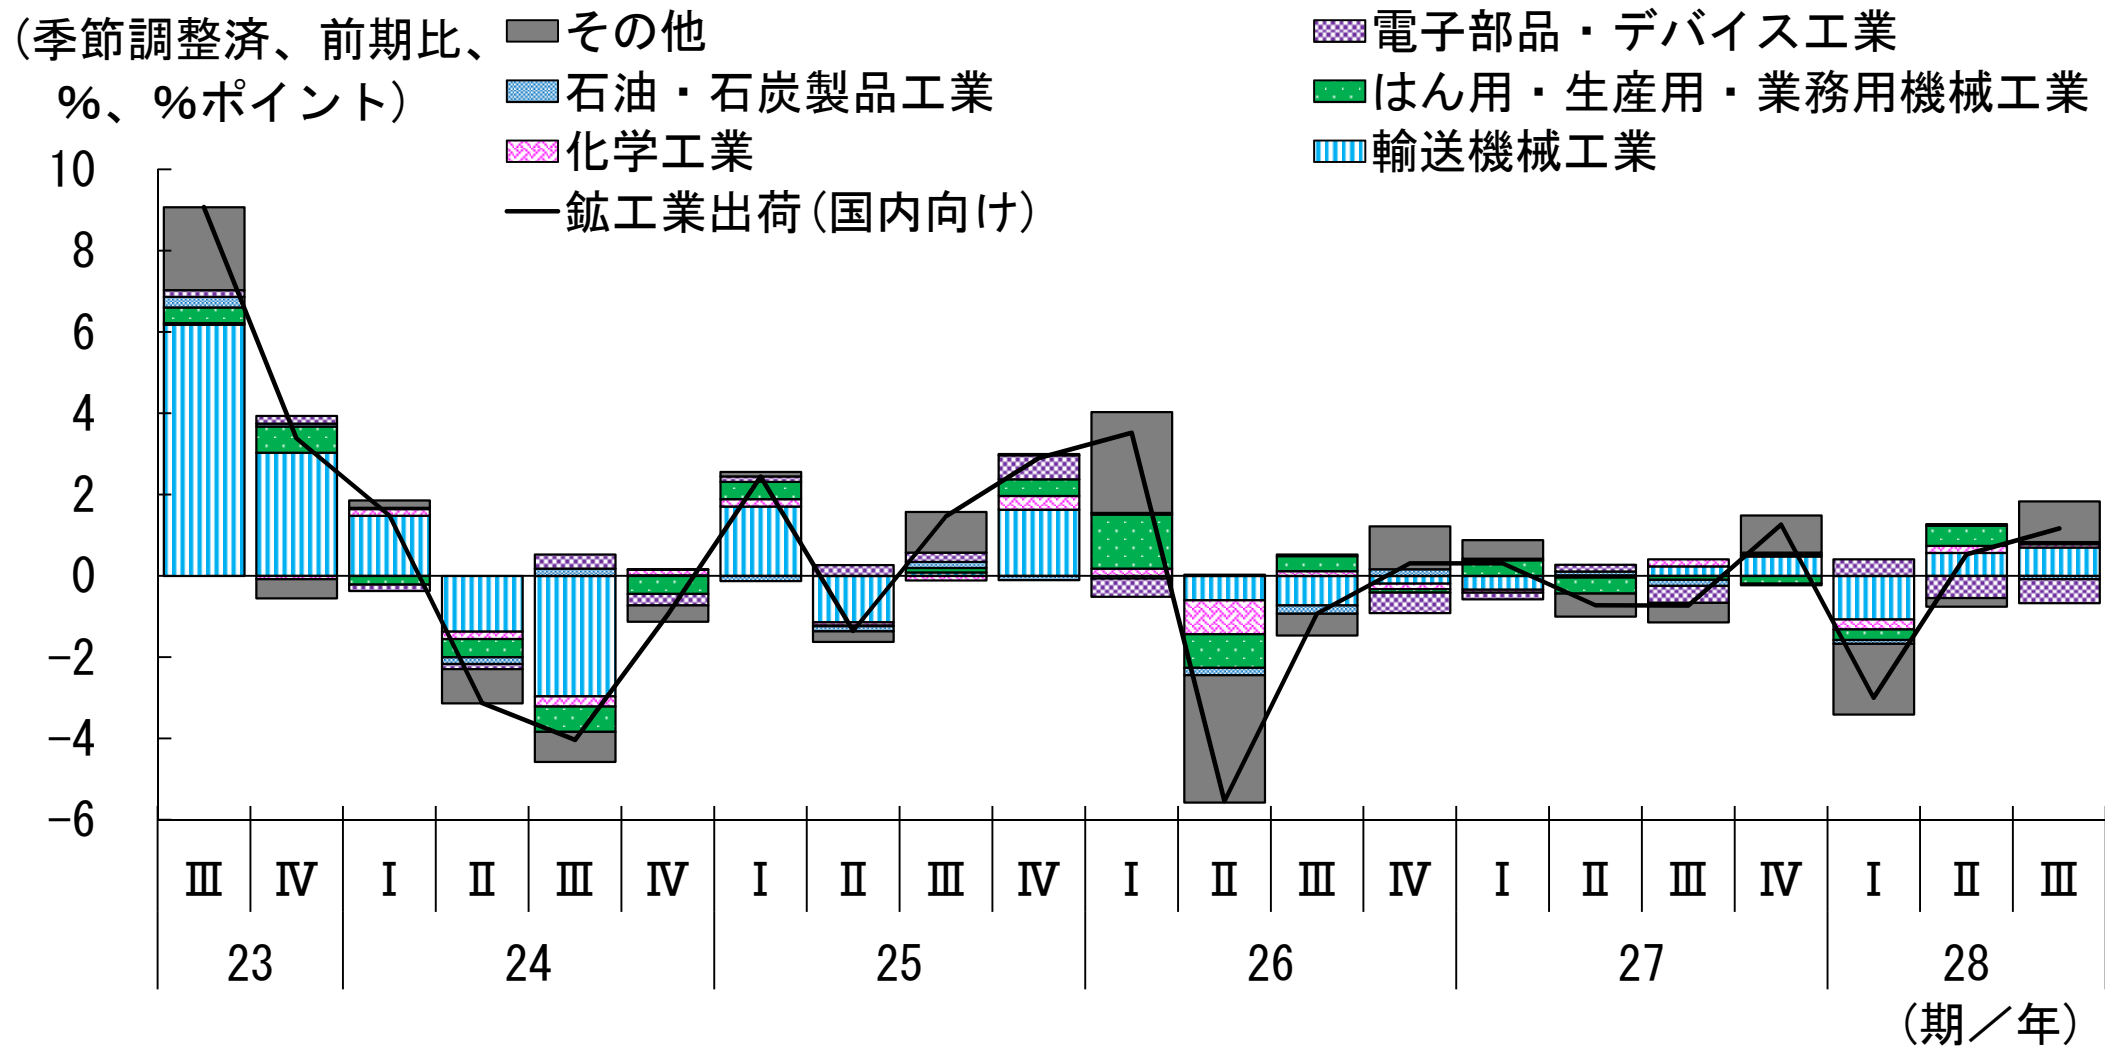 （季節調整済、前期比、
%、%ポイント）
その他
電子部品・デバイス工業
石油・石炭製品工業
はん用・生産用・業務用機械工業
化学工業
輸送機械工業
鉱工業出荷(国内向け)
10
8
6
4
2
0
−2
−4
−6
Ⅲ Ⅳ Ⅰ Ⅱ Ⅲ Ⅳ Ⅰ Ⅱ Ⅲ Ⅳ Ⅰ Ⅱ Ⅲ Ⅳ Ⅰ Ⅱ Ⅲ Ⅳ Ⅰ Ⅱ Ⅲ
23 24 25 26 27 28
（期／年）